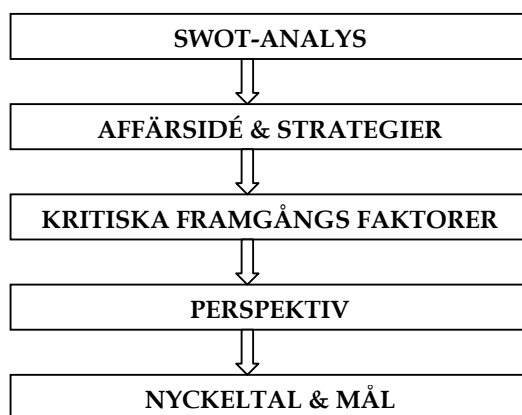 SWOT-ANALYS
AFFÄRSIDÉ & STRATEGIER
KRITISKA FRAMGÅNGS FAKTORER
PERSPEKTIV
NYCKELTAL & MÅL